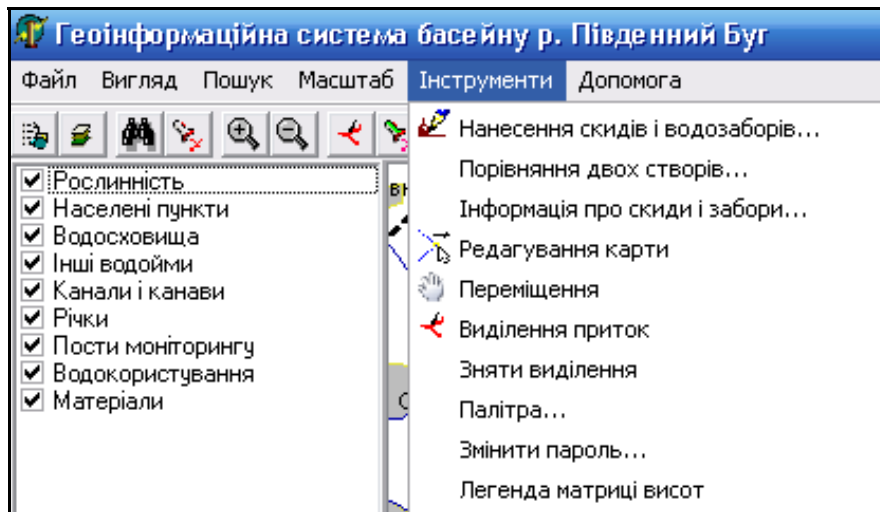 Геоінформаційна система басейну р. Південний Буг
Файл Вигляд Пошук Масштаб Інструменти Допомога
Рослинність
Населені пункти
Водосховища
Інші водойми
Канали і канави
Річки
Пости моніторингу
Водокористування
Матеріали
Нанесення скидів і водозаборів...
Порівняння двох створів...
Інформація про скиди і забори...
Редагування карти
Переміщення
Виділення приток
Зняти виділення
Палітра...
Змінити пароль...
Легенда матриці висот